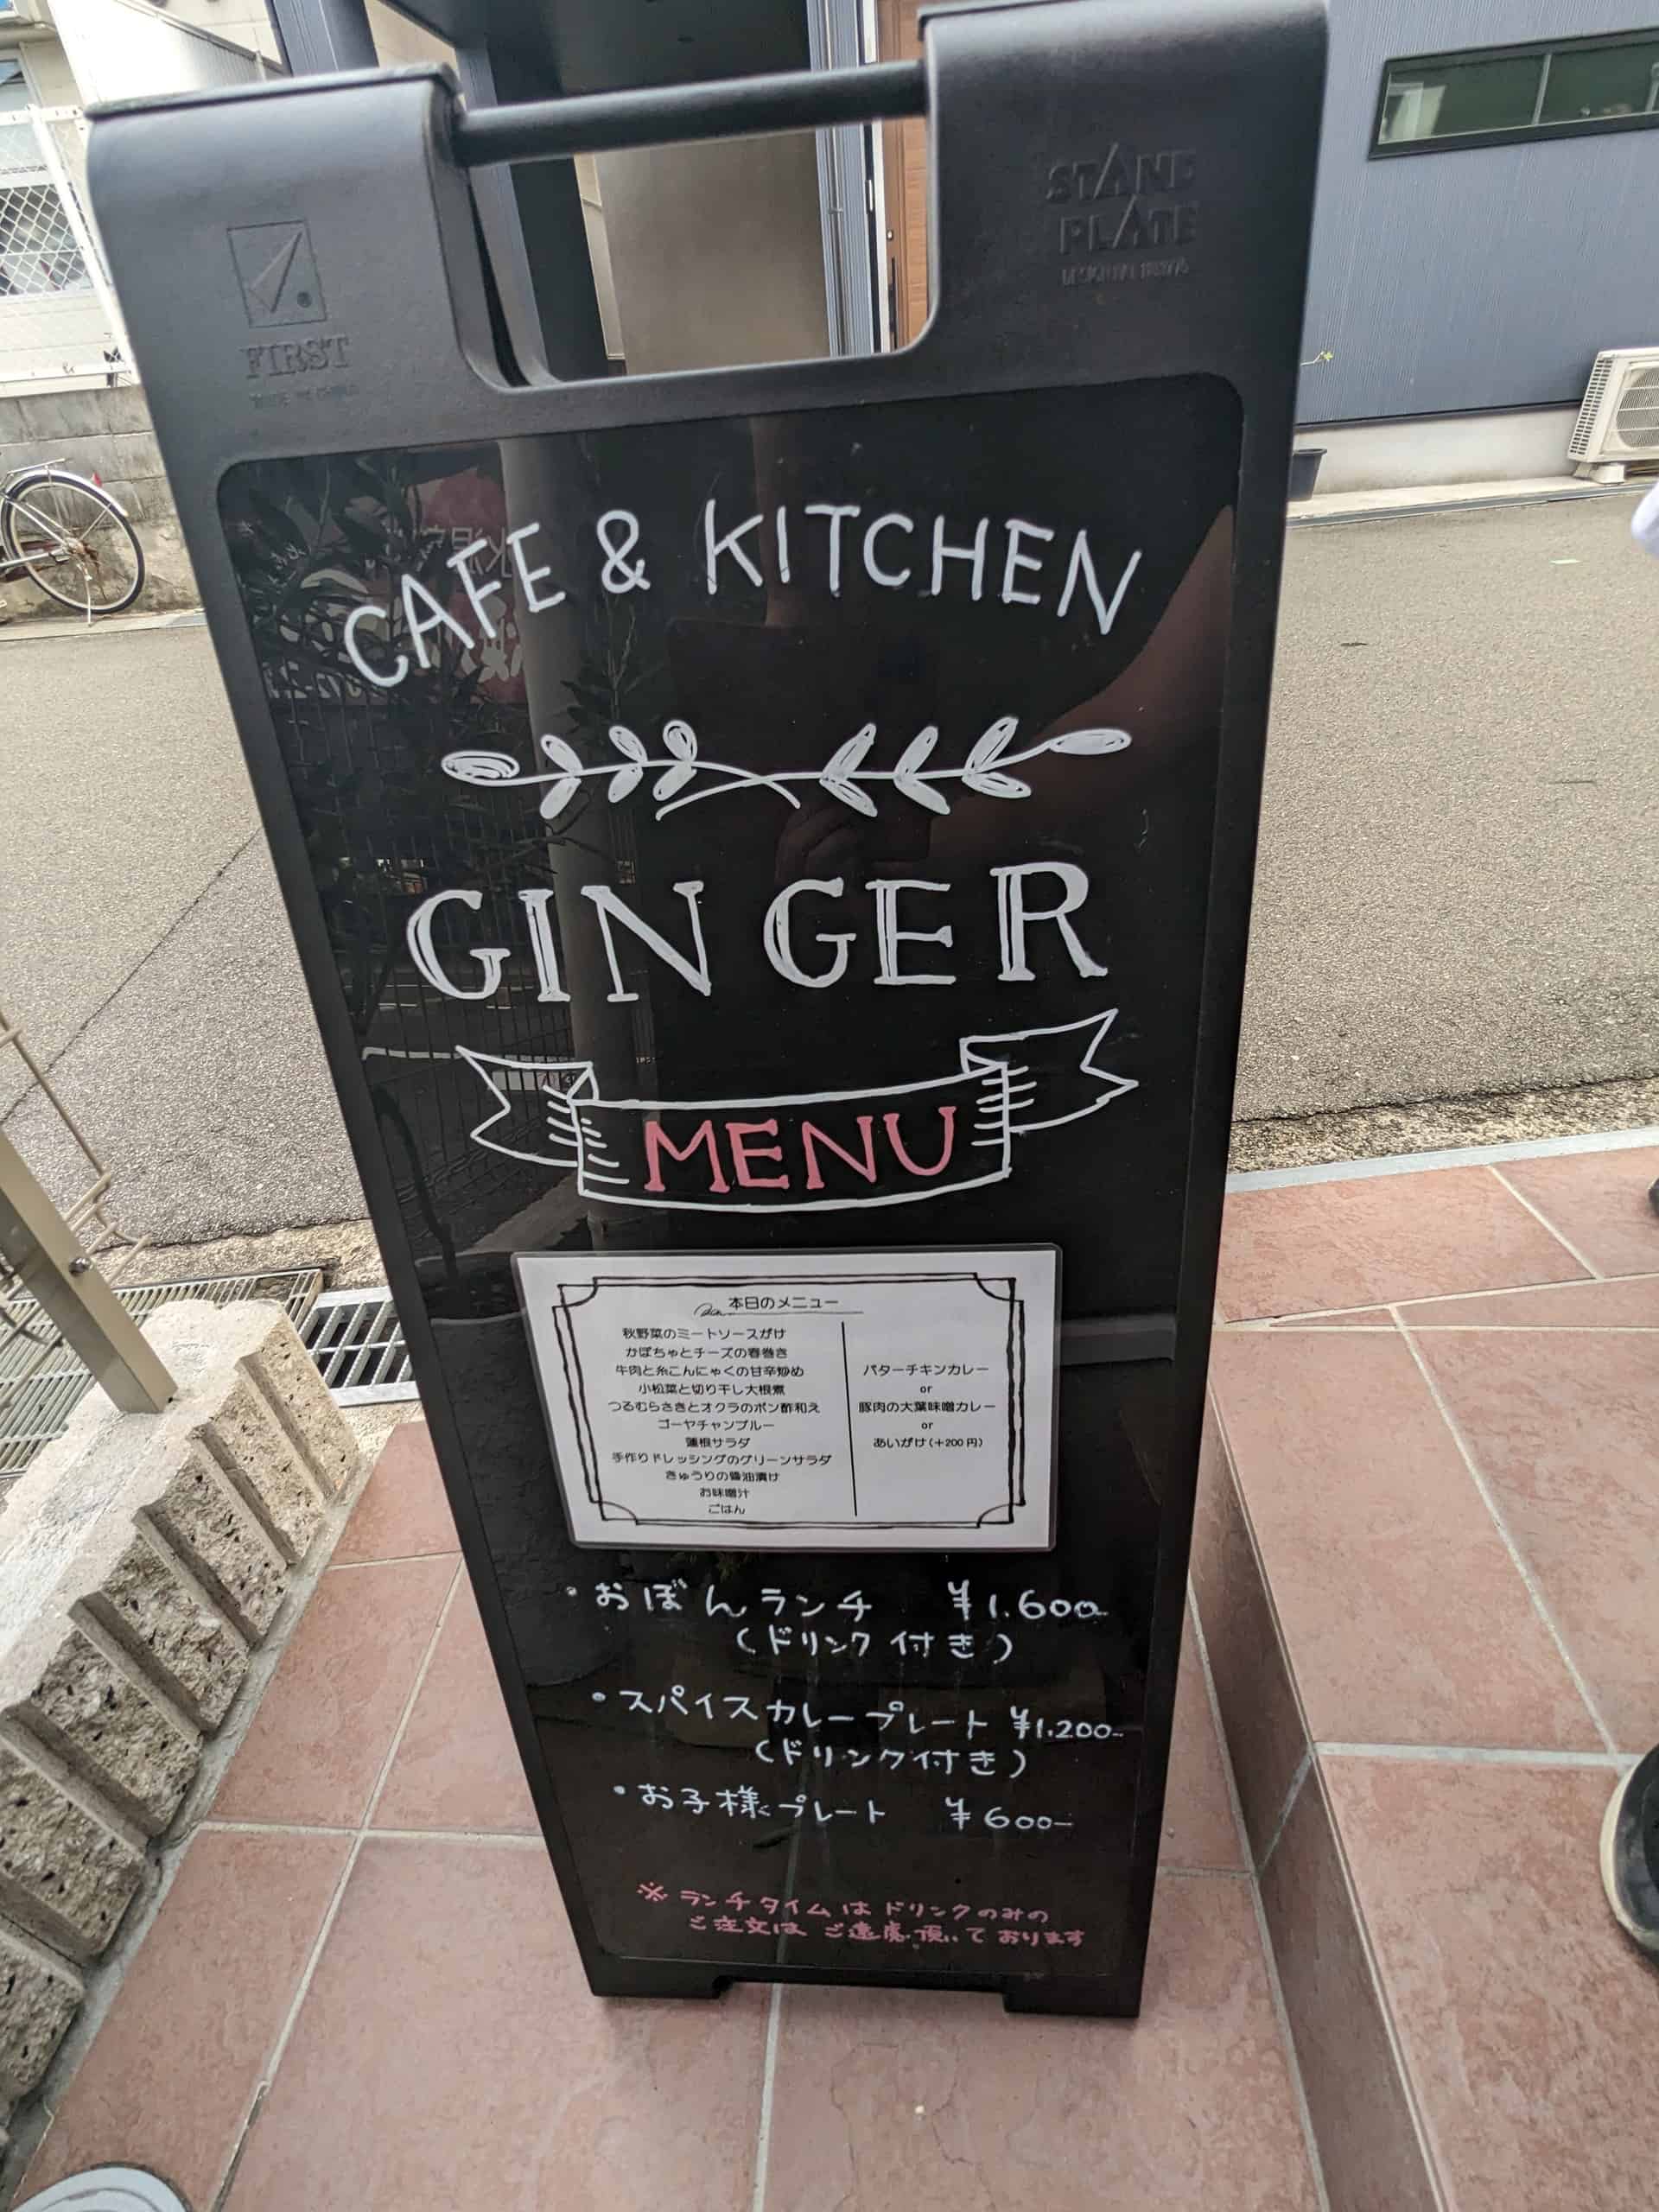 FIRST
STAND
PLATE
CAFE & KITCHEN
GINGER
MENU
本日のメニュー
秋野菜のミートソースがけ
かぼちゃとチーズの春巻き
牛肉と糸こんにゃくの甘辛炒め
小松菜と切り干し大根煮
つるむらさきとオクラのポン酢和え
ゴーヤチャンプルー
蓮根サラダ
手作りドレッシングのグリーンサラダ
きゅうりの醤油漬け
お味噌汁
ごはん
バターチキンカレー
or
豚肉の大葉味噌カレー
or
あいがけ(+200円)
・おぼんランチ ¥1.600-
(ドリンク付き)
・スパイスカレープレート ¥1.200-
(ドリンク付き)
・お子様プレート ¥600-
※ランチタイムはドリンクのみの
ご注文はご遠慮頂いております